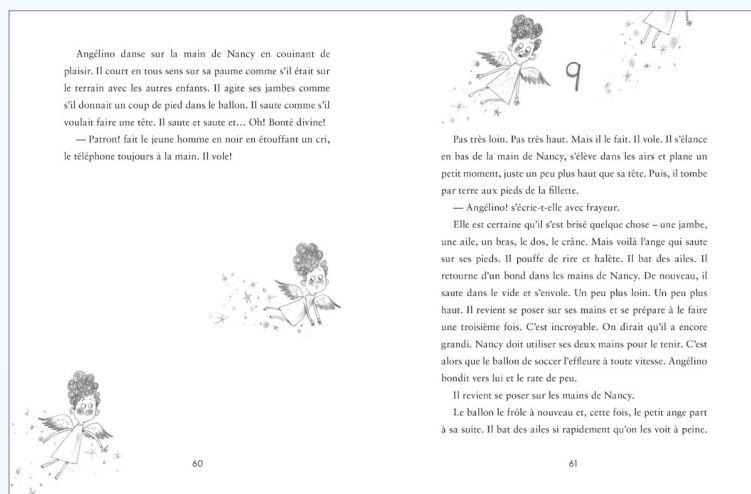 Angélino danse sur la main de Nancy en couinant de
plaisir. Il court en tous sens sur sa paume comme s'il était sur
le terrain avec les autres enfants. Il agite ses jambes comme
s'il donnait un coup de pied dans le ballon. Il saute comme s'il
voulait faire une tête. Il saute et saute et… Oh! Bonté divine!
— Patron! fait le jeune homme en noir en étouffant un cri,
le téléphone toujours à la main. Il vole!
60
9
Pas très loin. Pas très haut. Mais il le fait. Il vole. Il s'élance
en bas de la main de Nancy, s'élève dans les airs et plane un
petit moment, juste un peu plus haut que sa tête. Puis, il tombe
par terre aux pieds de la fillette.
— Angélino! s'écrie-t-elle avec frayeur.
Elle est certaine qu'il s'est brisé quelque chose – une jambe,
une aile, un bras, le dos, le crâne. Mais voilà l'ange qui saute
sur ses pieds. Il pouffe de rire et halète. Il bat des ailes. Il
retourne d'un bond dans les mains de Nancy. De nouveau, il
saute dans le vide et s'envole. Un peu plus loin. Un peu plus
haut. Il revient se poser sur ses mains et se prépare à le faire
une troisième fois. C'est incroyable. On dirait qu'il a encore
grandi. Nancy doit utiliser ses deux mains pour le tenir. C'est
alors que le ballon de soccer l'effleure à toute vitesse. Angélino
bondit vers lui et le rate de peu.
Il revient se poser sur les mains de Nancy.
Le ballon le frôle à nouveau et, cette fois, le petit ange part
à sa suite. Il bat des ailes si rapidement qu'on les voit à peine.
61